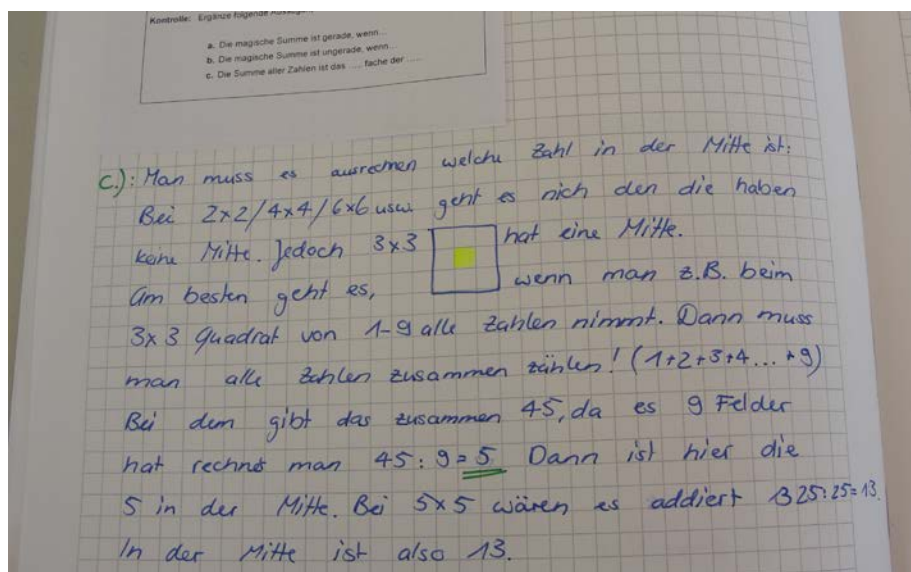 Kontrolle: Ergänze folgende Aussagen
a. Die magische Summe ist gerade, wenn...
b. Die magische Summe ist ungerade, wenn...
c. Die Summe aller Zahlen ist das ..... fache der ......
C.): Man muss es ausrechnen welche Zahl in der Mitte ist:
Bei 2x2/4x4/6x6 usw. geht es nich den die haben
keine Mitte. Jedoch 3x3 hat eine Mitte.
Am besten geht es, wenn man z.B. beim
3x3 Quadrat von 1-9 alle Zahlen nimmt. Dann muss
man alle Zahlen zusammen zählen! (1+2+3+4...+9)
Bei dem gibt das zusammen 45, da es 9 Felder
hat rechnet man 45:9=5. Dann ist hier die
5 in der Mitte. Bei 5x5 wären es addiert 325:25=13.
In der Mitte ist also 13.